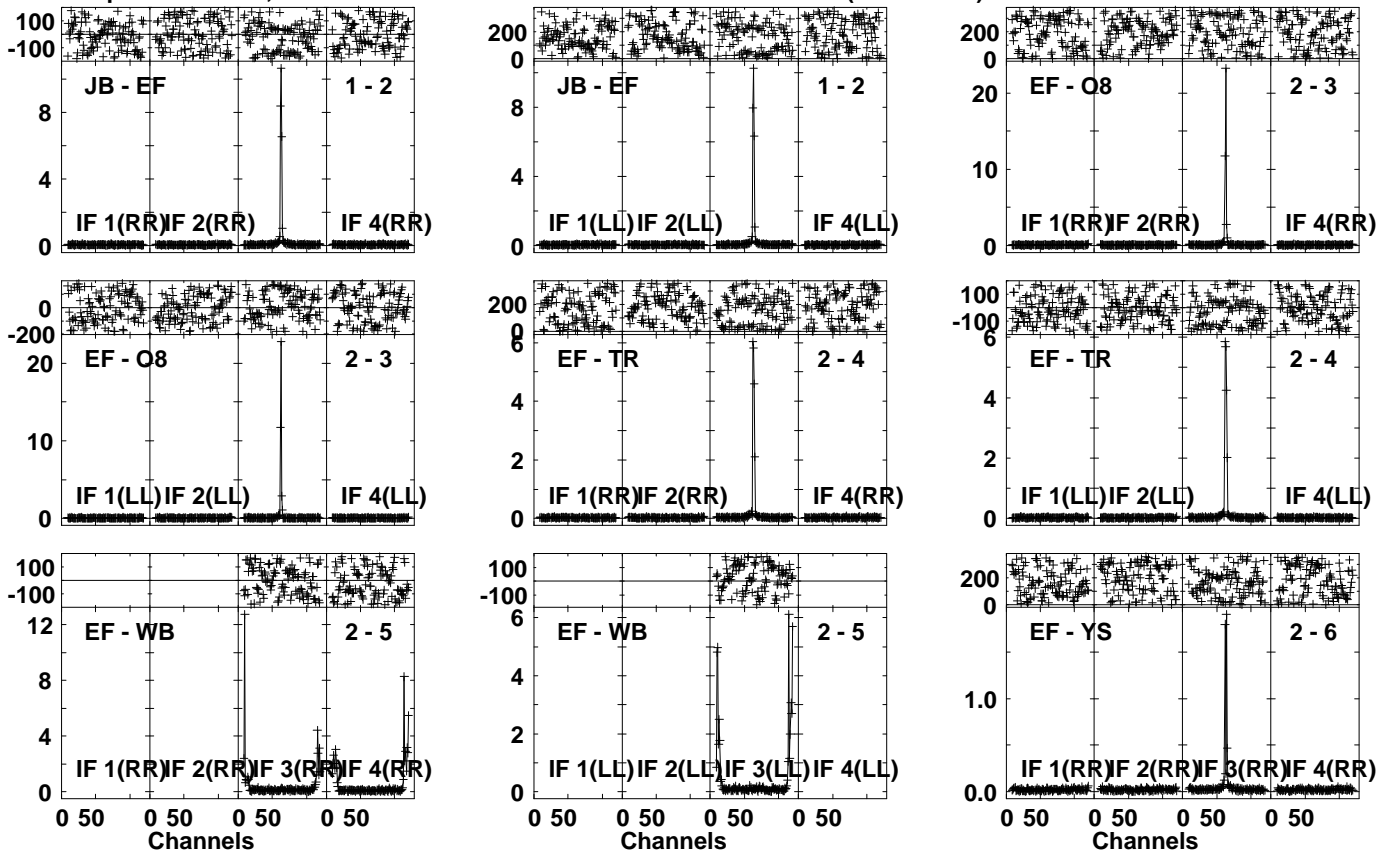 100
-100
JB - EF 1 - 2
8
4
0
IF 1(RR) IF 2(RR) IF 4(RR)
200
0
JB - EF 1 - 2
8
4
0
IF 1(LL) IF 2(LL) IF 4(LL)
200
0
EF - O8 2 - 3
20
10
0
IF 1(RR) IF 2(RR) IF 4(RR)
0
-200
EF - O8 2 - 3
20
10
0
IF 1(LL) IF 2(LL) IF 4(LL)
200
0
6
EF - TR 2 - 4
4
2
0
IF 1(RR) IF 2(RR) IF 4(RR)
100
-100
6
EF - TR 2 - 4
4
2
0
IF 1(LL) IF 2(LL) IF 4(LL)
100
-100
12
EF - WB 2 - 5
8
4
0
IF 1(RR) IF 2(RR) IF 3(RR) IF 4(RR)
0 50 0 50 0 50 0 50
Channels
100
-100
6
EF - WB 2 - 5
4
2
0
IF 1(LL) IF 2(LL) IF 3(LL) IF 4(LL)
0 50 0 50 0 50 0 50
Channels
200
0
EF - YS 2 - 6
1.0
0.0
IF 1(RR) IF 2(RR) IF 3(RR) IF 4(RR)
0 50 0 50 0 50 0 50
Channels